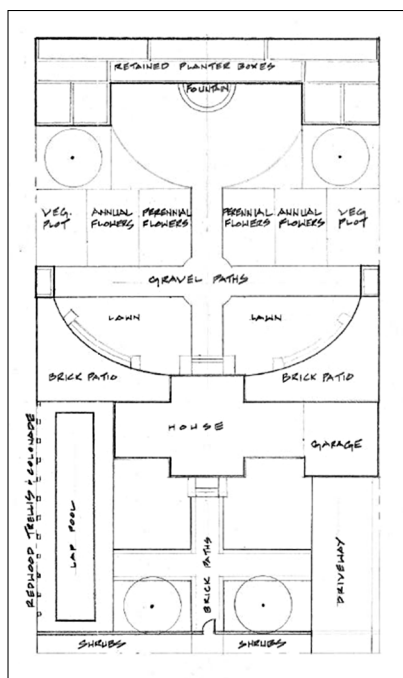 RETAINED PLANTER BOXES
FOUNTAIN
VEG.
PLOT
ANNUAL
FLOWERS
PERENNIAL
FLOWERS
PERENNIAL
FLOWERS
ANNUAL
FLOWERS
VEG.
PLOT
GRAVEL PATHS
LAWN
LAWN
BRICK PATIO
BRICK PATIO
HOUSE
GARAGE
REDWOOD TRELLIS & COLONADE
LAP POOL
BRICK PATHS
DRIVEWAY
SHRUBS
SHRUBS